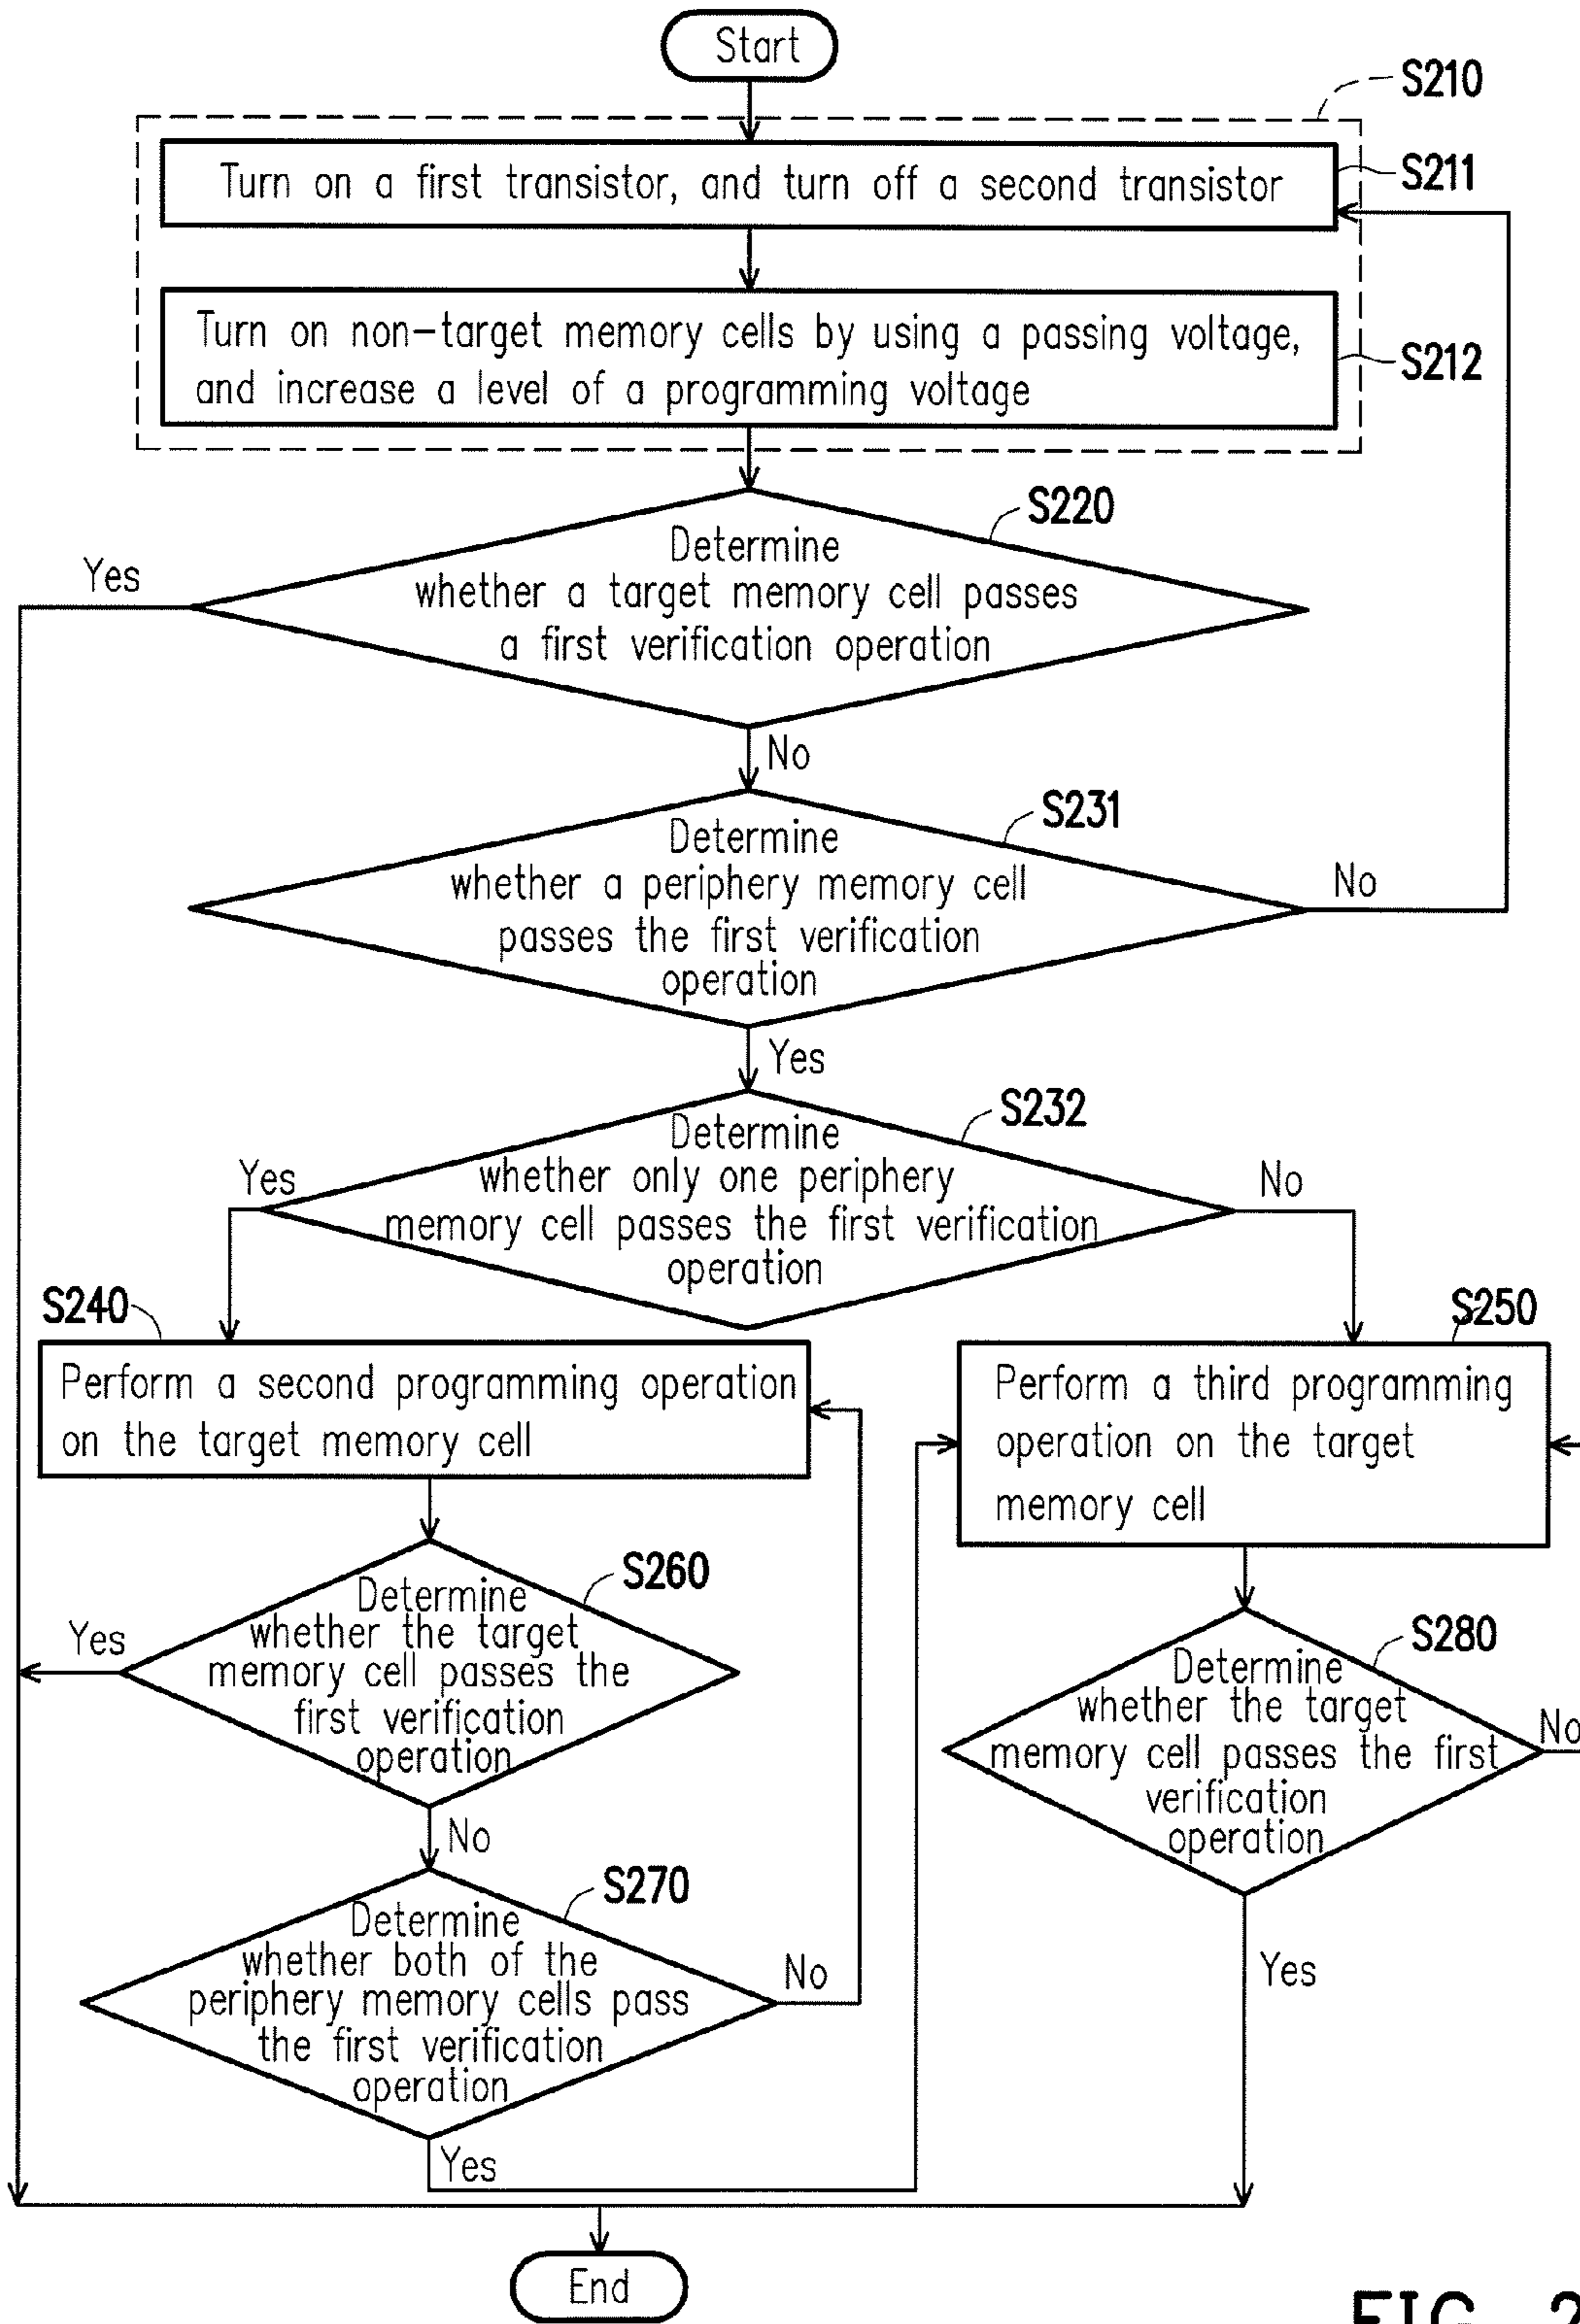 Start
S210
Turn on a first transistor, and turn off a second transistor
S211
Turn on non-target memory cells by using a passing voltage,
and increase a level of a programming voltage
S212
S220
Determine
whether a target memory cell passes
a first verification operation
Yes
No
S231
Determine
whether a periphery memory cell
passes the first verification
operation
No
Yes
S232
Determine
whether only one periphery
memory cell passes the first verification
operation
Yes
No
S240
Perform a second programming operation
on the target memory cell
S250
Perform a third programming
operation on the target
memory cell
S260
Determine
whether the target
memory cell passes the
first verification
operation
Yes
No
S280
Determine
whether the target
memory cell passes the first
verification
operation
No
Yes
S270
Determine
whether both of the
periphery memory cells pass
the first verification
operation
No
Yes
End
FIG. 2